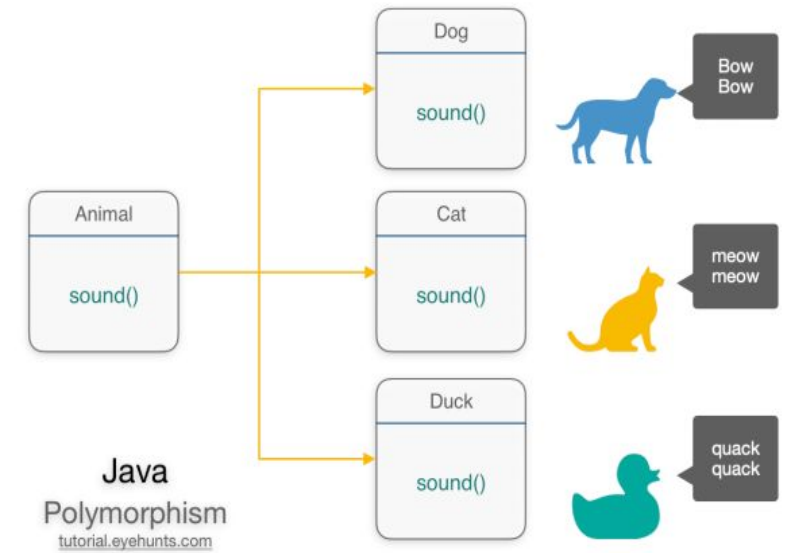 Dog
sound()
Bow
Bow
Animal
sound()
Cat
sound()
meow
meow
Duck
sound()
quack
quack
Java
Polymorphism
tutorial.eyehunts.com